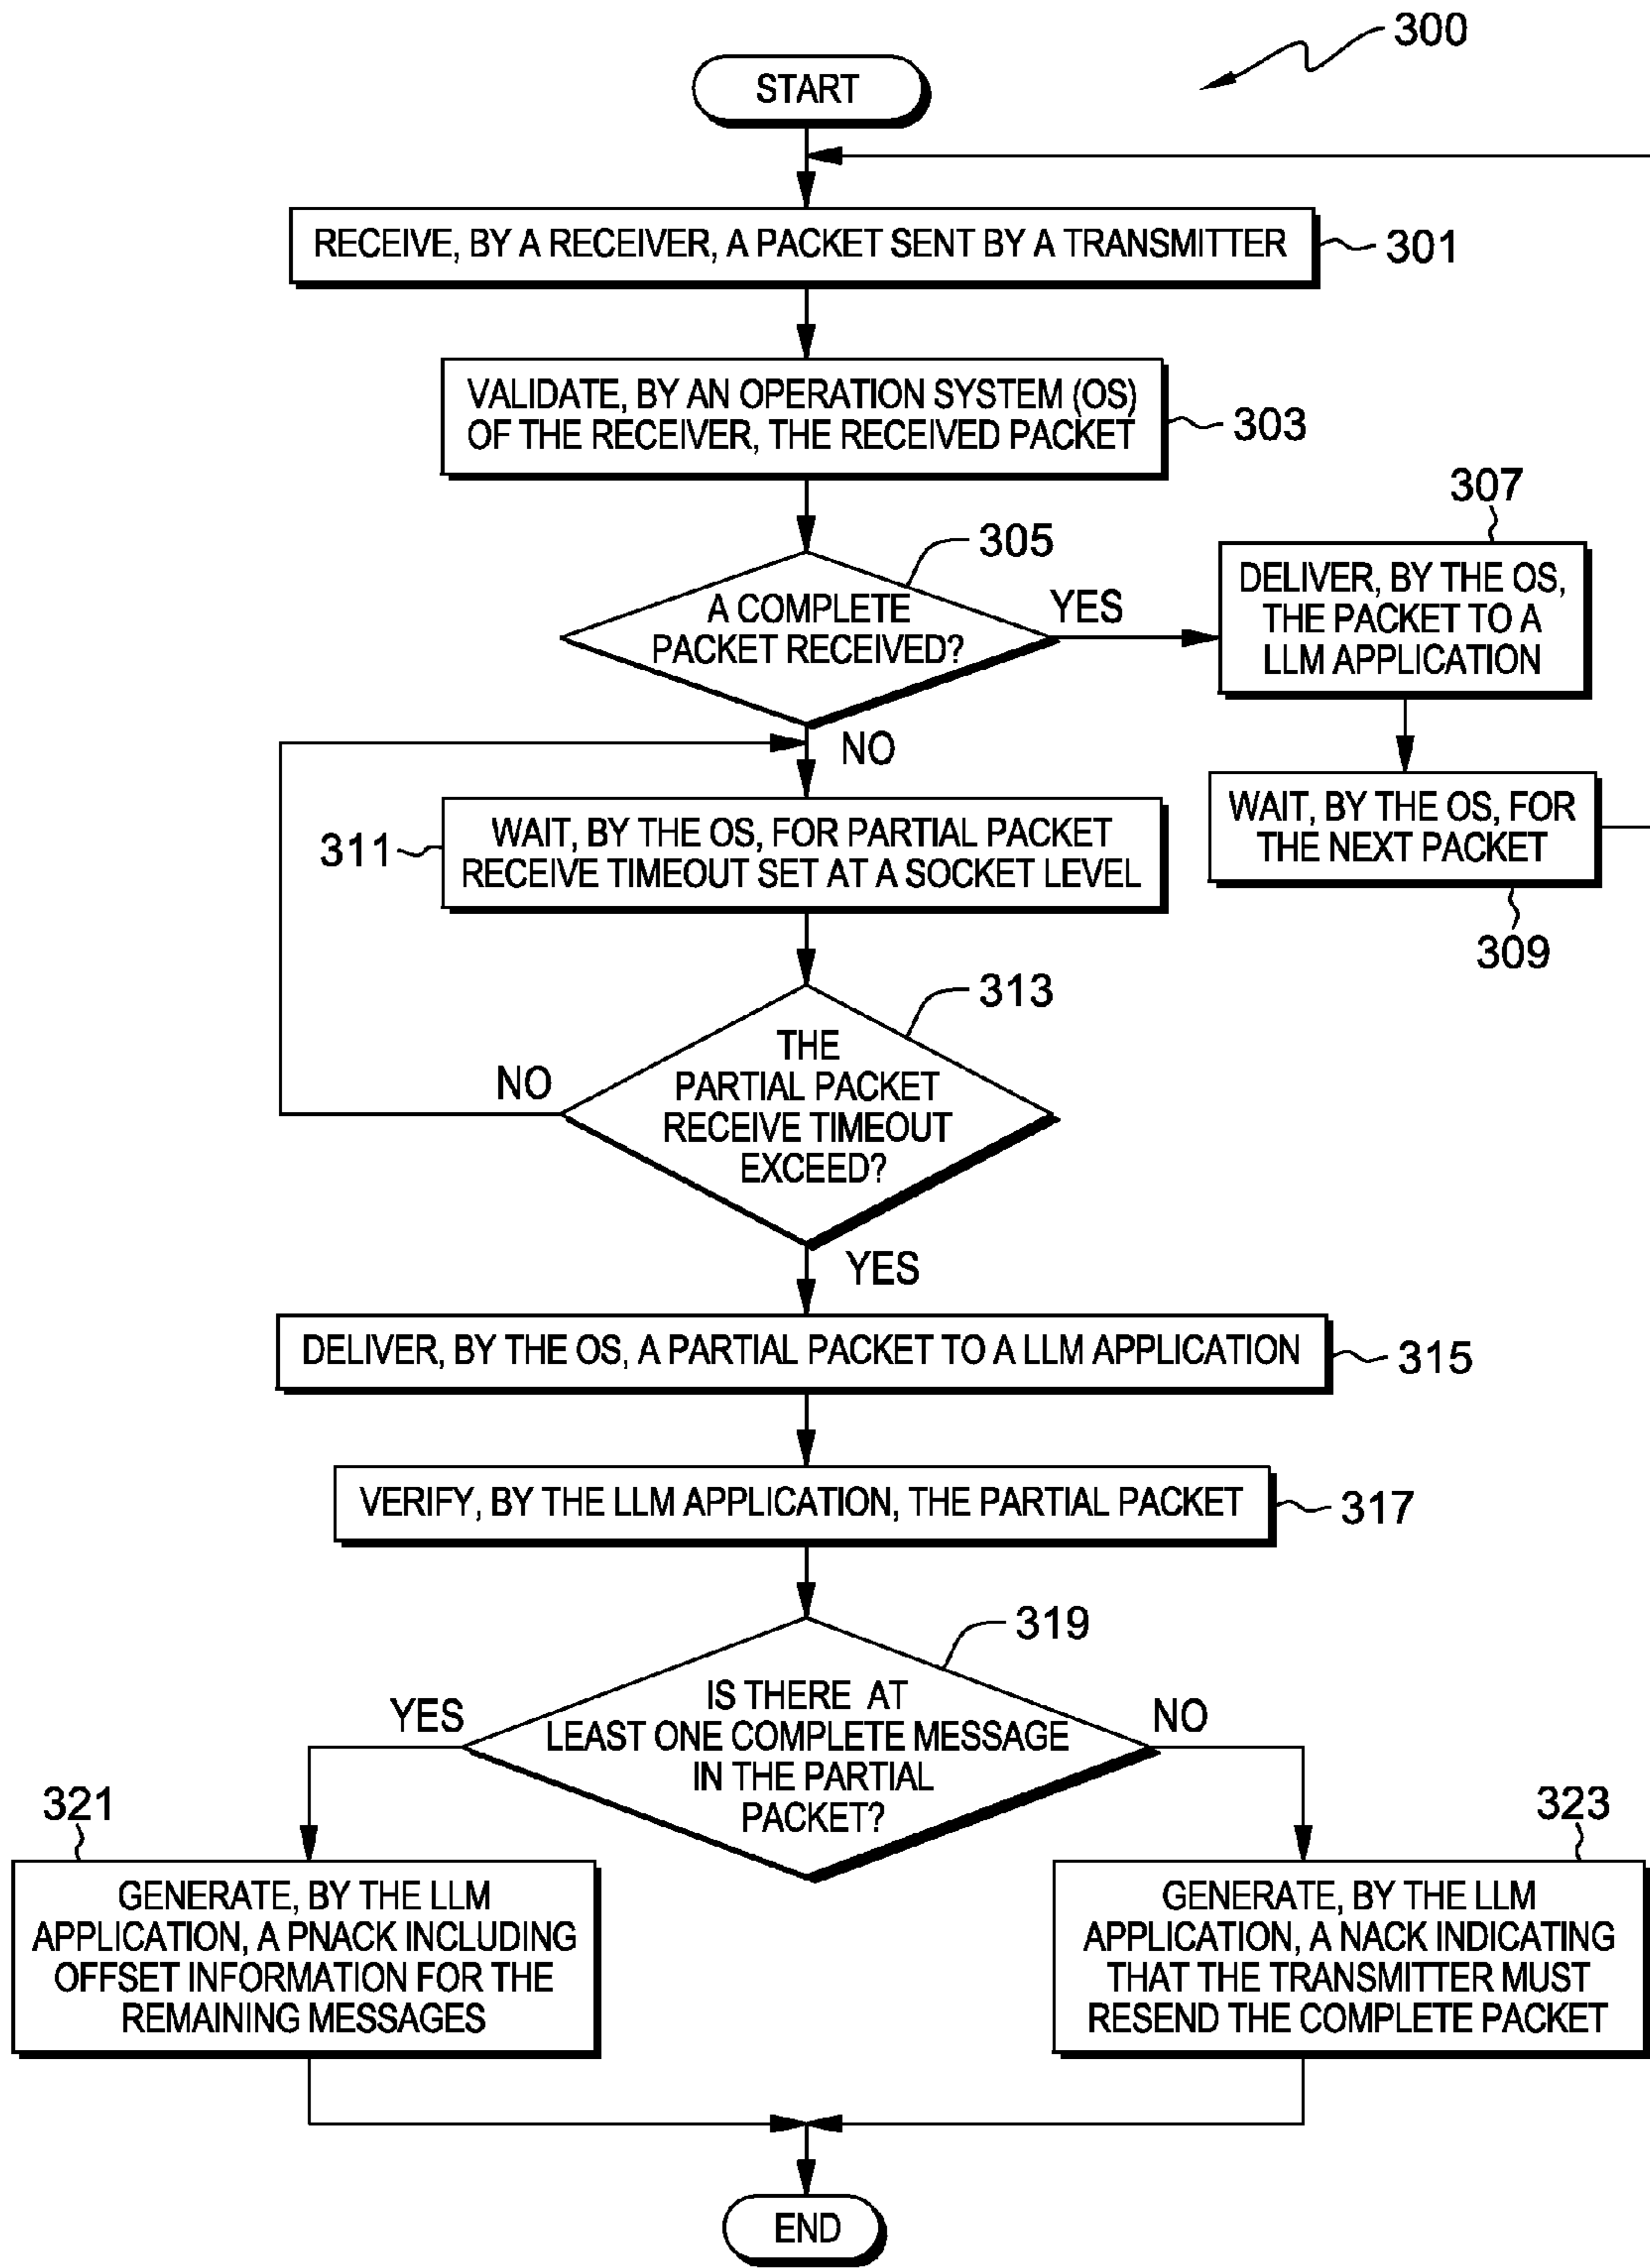 300
START
RECEIVE, BY A RECEIVER, A PACKET SENT BY A TRANSMITTER
301
VALIDATE, BY AN OPERATION SYSTEM (OS)
OF THE RECEIVER, THE RECEIVED PACKET
303
305
A COMPLETE
PACKET RECEIVED?
YES
307
DELIVER, BY THE OS,
THE PACKET TO A
LLM APPLICATION
NO
WAIT, BY THE OS, FOR
THE NEXT PACKET
309
311
WAIT, BY THE OS, FOR PARTIAL PACKET
RECEIVE TIMEOUT SET AT A SOCKET LEVEL
313
THE
PARTIAL PACKET
RECEIVE TIMEOUT
EXCEED?
NO
YES
DELIVER, BY THE OS, A PARTIAL PACKET TO A LLM APPLICATION
315
VERIFY, BY THE LLM APPLICATION, THE PARTIAL PACKET
317
319
IS THERE AT
LEAST ONE COMPLETE MESSAGE
IN THE PARTIAL
PACKET?
YES
NO
321
GENERATE, BY THE LLM
APPLICATION, A PNACK INCLUDING
OFFSET INFORMATION FOR THE
REMAINING MESSAGES
323
GENERATE, BY THE LLM
APPLICATION, A NACK INDICATING
THAT THE TRANSMITTER MUST
RESEND THE COMPLETE PACKET
END